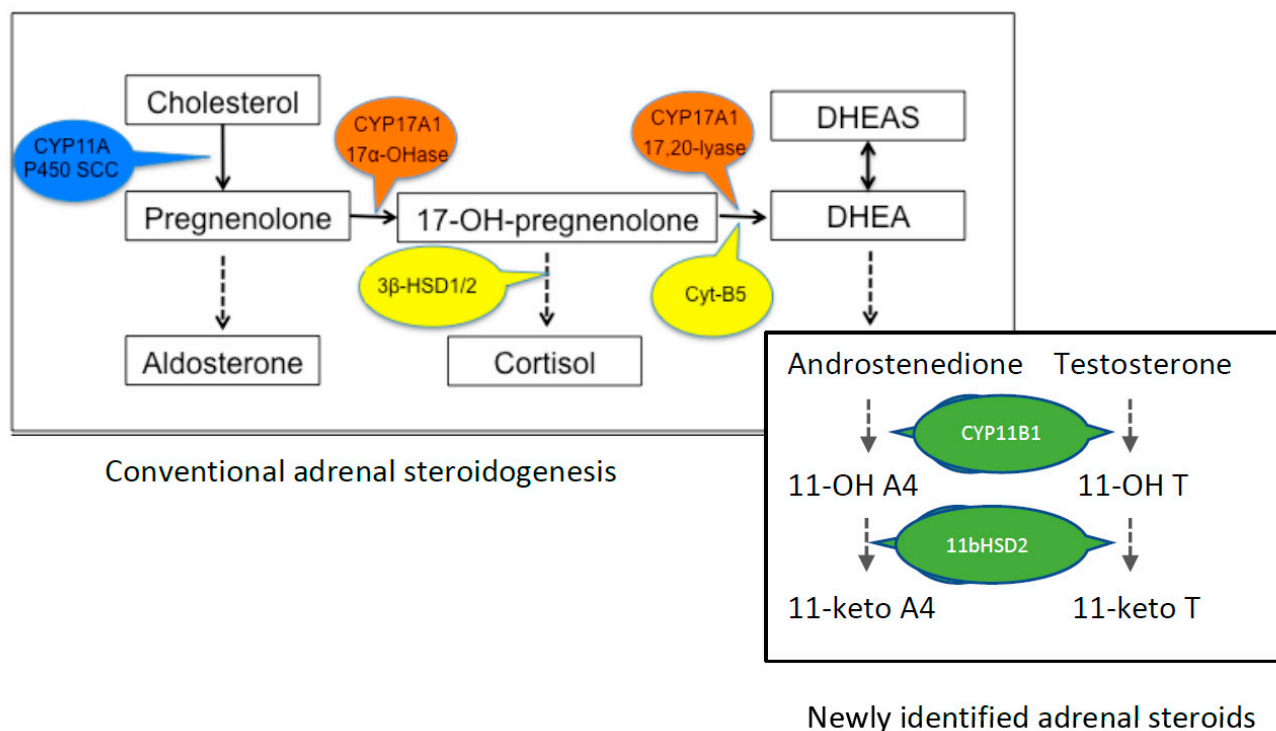 Cholesterol
CYP11A
P450 SCC
CYP17A1
17α-OHase
CYP17A1
17,20-lyase
DHEAS
Pregnenolone
17-OH-pregnenolone
DHEA
3β-HSD1/2
Cyt-B5
Aldosterone
Cortisol
Androstenedione
Testosterone
CYP11B1
11-OH A4
11-OH T
11bHSD2
11-keto A4
11-keto T
Conventional adrenal steroidogenesis
Newly identified adrenal steroids